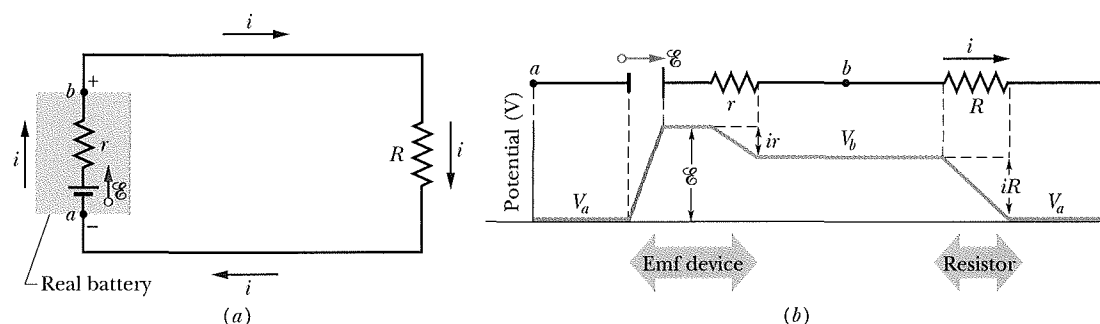 i
b
+
r
i
ℰ
R
i
a
−
i
Real battery
(a)
ℰ
i
a
b
r
R
Potential (V)
ir
V_b
ℰ
iR
V_a
V_a
Emf device
Resistor
(b)